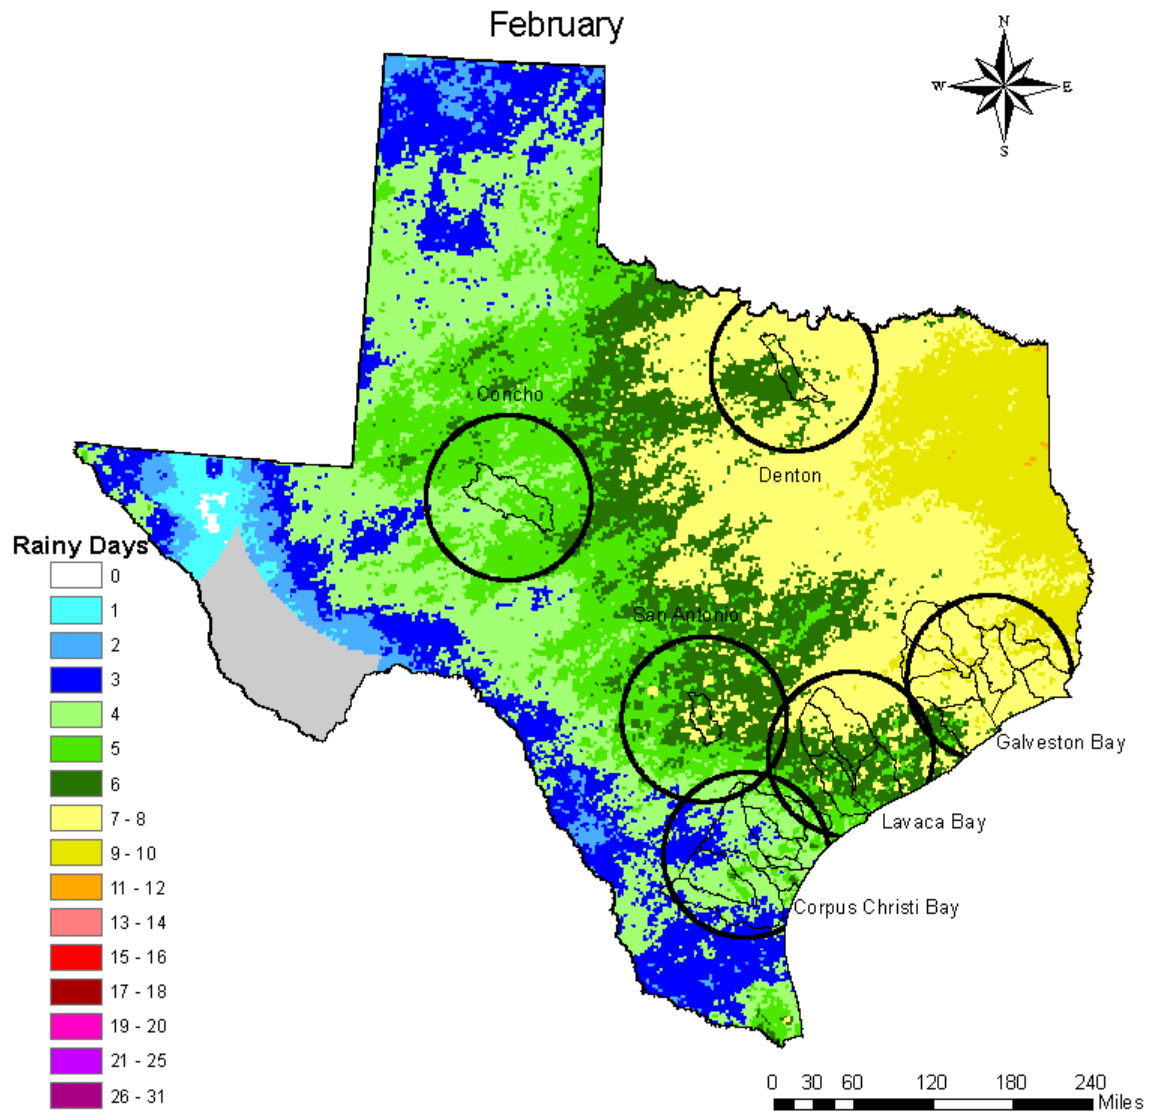 February
N
W E
S
Concho
Denton
Rainy Days
0
1
2
3
4
5
6
7 - 8
9 - 10
11 - 12
13 - 14
15 - 16
17 - 18
19 - 20
21 - 25
26 - 31
San Antonio
Galveston Bay
Lavaca Bay
Corpus Christi Bay
0 30 60 120 180 240
Miles